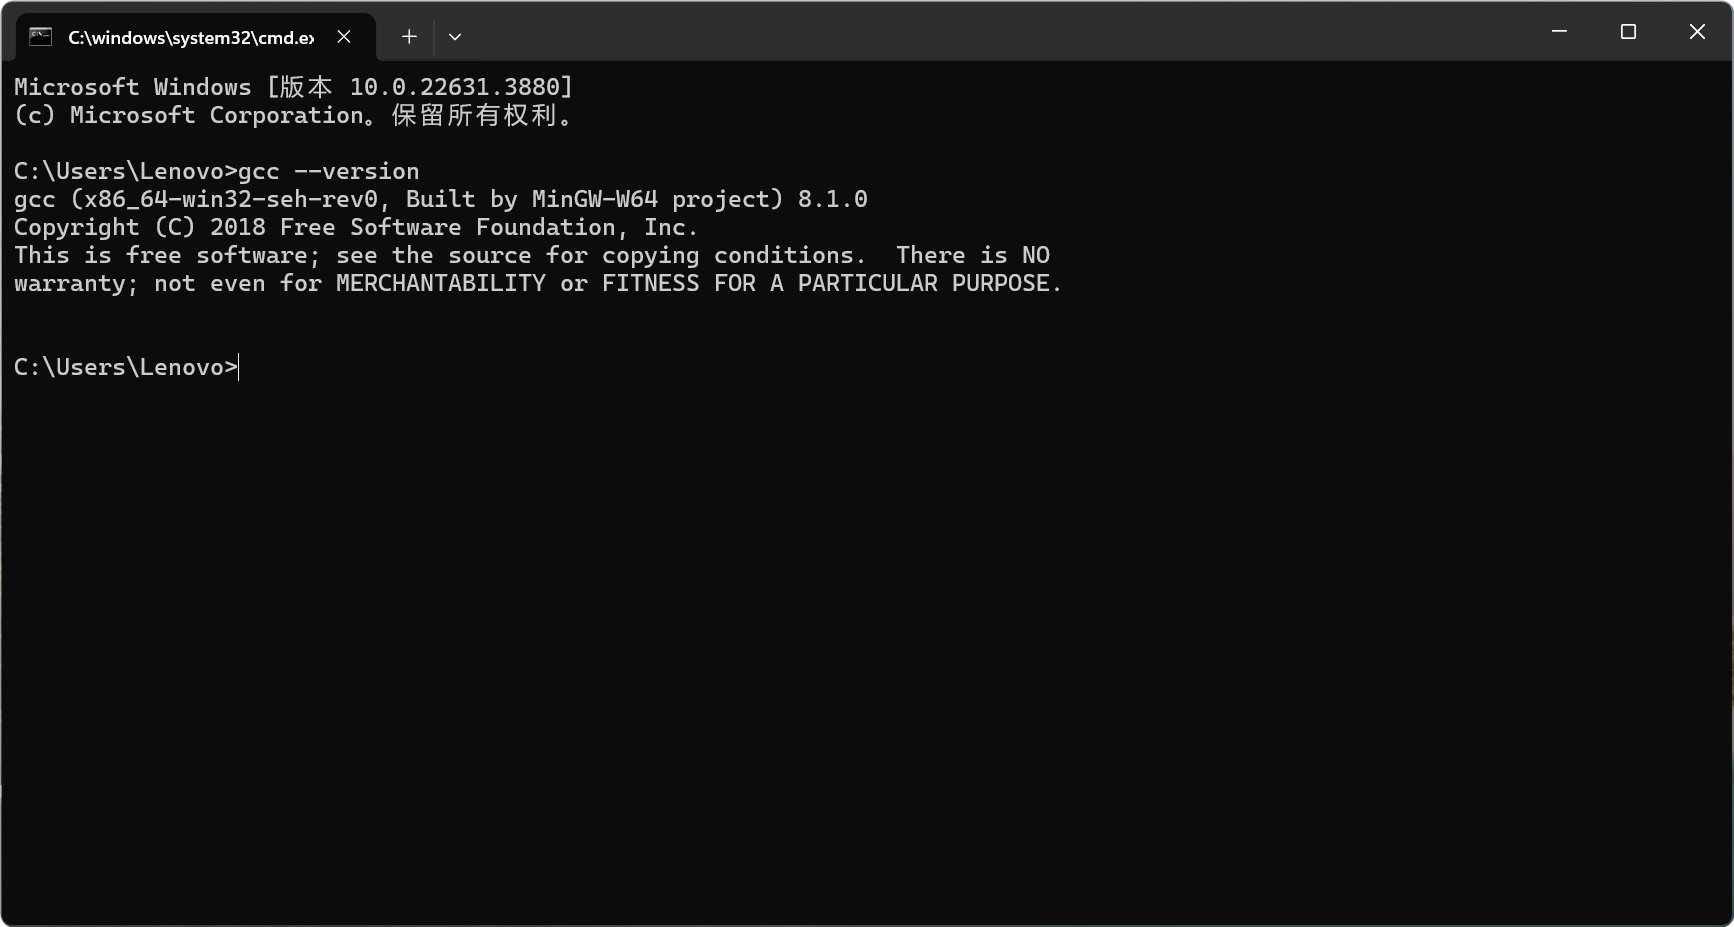 C:\windows\system32\cmd.ex
Microsoft Windows [版本 10.0.22631.3880]
(c) Microsoft Corporation。保留所有权利。
C:\Users\Lenovo>gcc --version
gcc (x86_64-win32-seh-rev0, Built by MinGW-W64 project) 8.1.0
Copyright (C) 2018 Free Software Foundation, Inc.
This is free software; see the source for copying conditions.  There is NO
warranty; not even for MERCHANTABILITY or FITNESS FOR A PARTICULAR PURPOSE.
C:\Users\Lenovo>